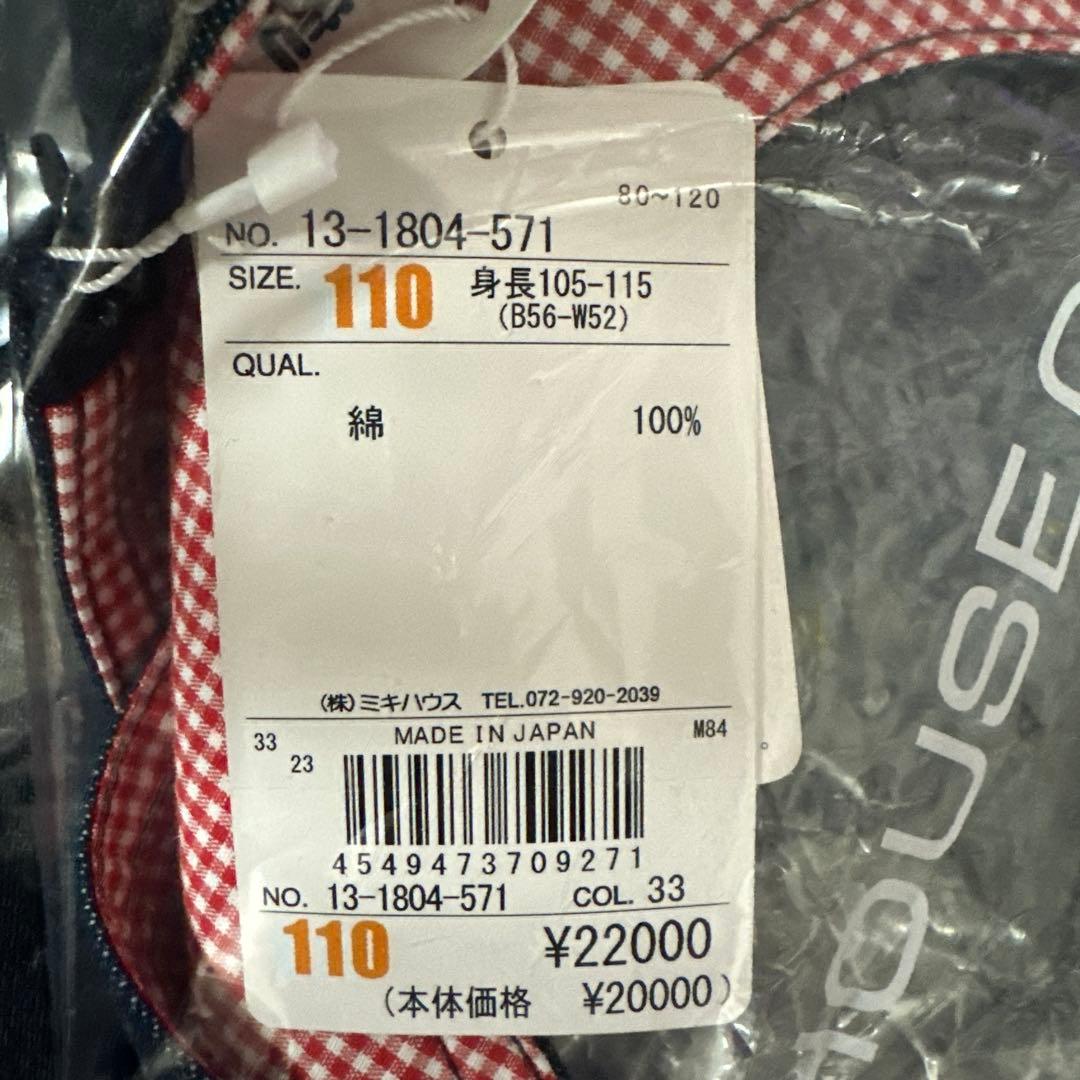 80~120
NO. 13-1804-571
SIZE. 110 身長105-115
(B56-W52)
QUAL.
綿 100%
(株)ミキハウス TEL.072-920-2039
33 MADE IN JAPAN M84
23
4549473709271
NO. 13-1804-571 COL. 33
110 ¥22000
(本体価格 ¥20000)
HOUSE